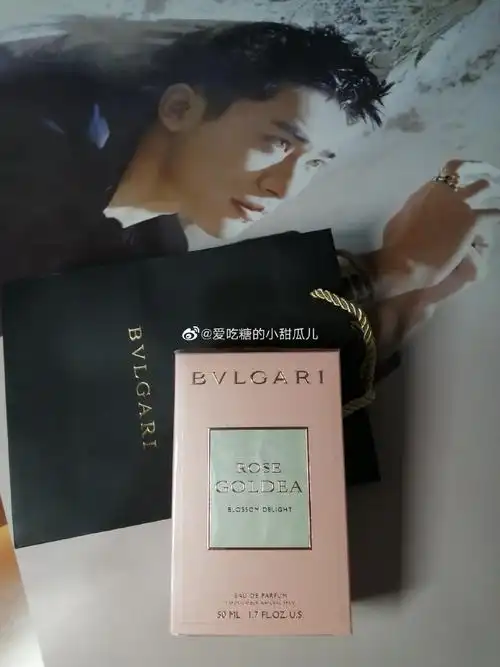 @爱吃糖的小甜瓜儿
BVLGARI
BVLGARI
ROSE
GOLDEA
BLOSSOM DELIGHT
EAU DE PARFUM
50 ML 1.7 FL.OZ. U.S.